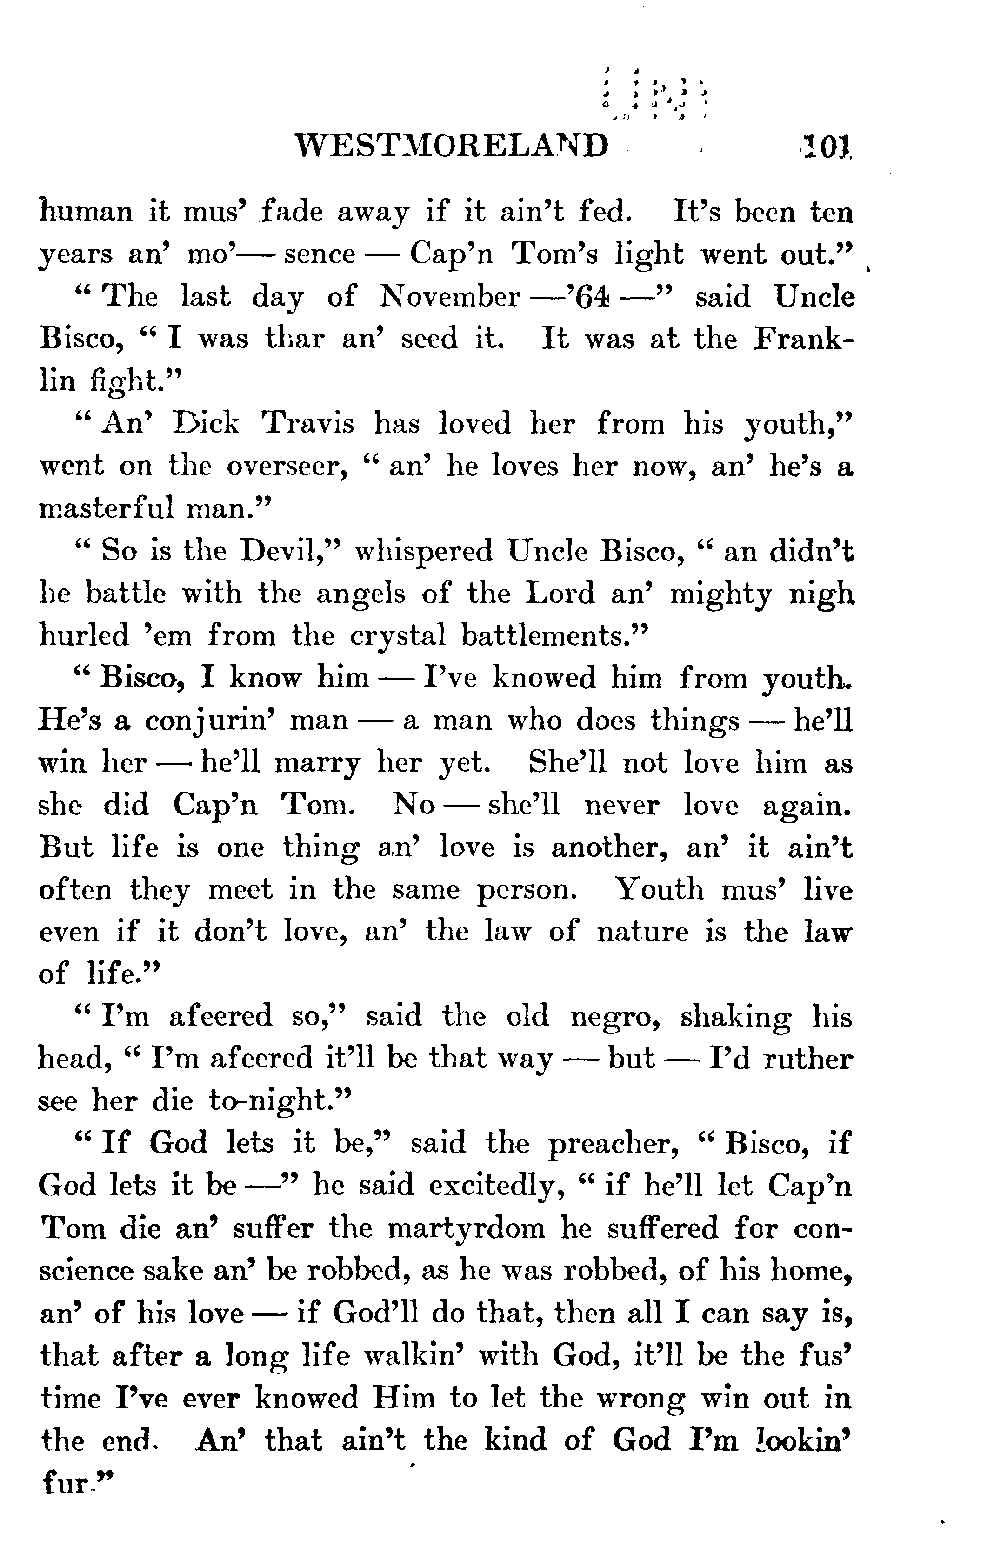 WESTMORELAND 101
human it mus' fade away if it ain't fed. It's been ten
years an' mo'— sence — Cap'n Tom's light went out."
" The last day of November —'64 —" said Uncle
Bisco, " I was thar an' seed it. It was at the Frank-
lin fight."
" An' Dick Travis has loved her from his youth,"
went on the overseer, " an' he loves her now, an' he's a
masterful man."
" So is the Devil," whispered Uncle Bisco, " an didn't
he battle with the angels of the Lord an' mighty nigh
hurled 'em from the crystal battlements."
" Bisco, I know him — I've knowed him from youth.
He's a conjurin' man — a man who does things — he'll
win her — he'll marry her yet. She'll not love him as
she did Cap'n Tom. No — she'll never love again.
But life is one thing an' love is another, an' it ain't
often they meet in the same person. Youth mus' live
even if it don't love, an' the law of nature is the law
of life."
" I'm afeered so," said the old negro, shaking his
head, " I'm afeered it'll be that way — but — I'd ruther
see her die to-night."
" If God lets it be," said the preacher, " Bisco, if
God lets it be —" he said excitedly, " if he'll let Cap'n
Tom die an' suffer the martyrdom he suffered for con-
science sake an' be robbed, as he was robbed, of his home,
an' of his love — if God'll do that, then all I can say is,
that after a long life walkin' with God, it'll be the fus'
time I've ever knowed Him to let the wrong win out in
the end. An' that ain't the kind of God I'm lookin'
fur."